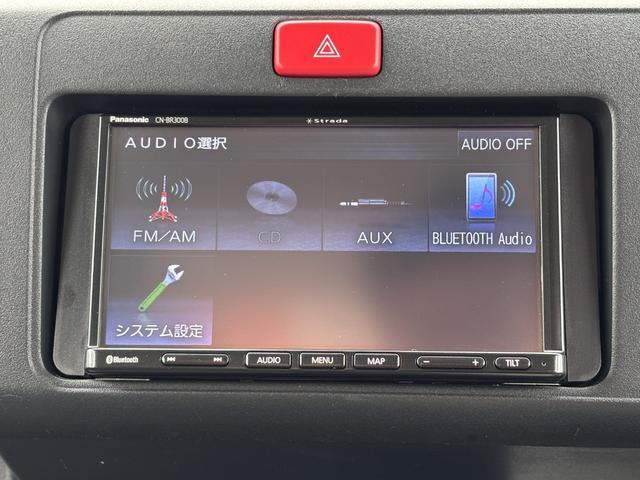 Panasonic CN-BR300B Strada
AUDIO選択 AUDIO OFF
FM/AM CD AUX BLUETOOTH Audio
システム設定
Bluetooth AUDIO MENU MAP − + TILT